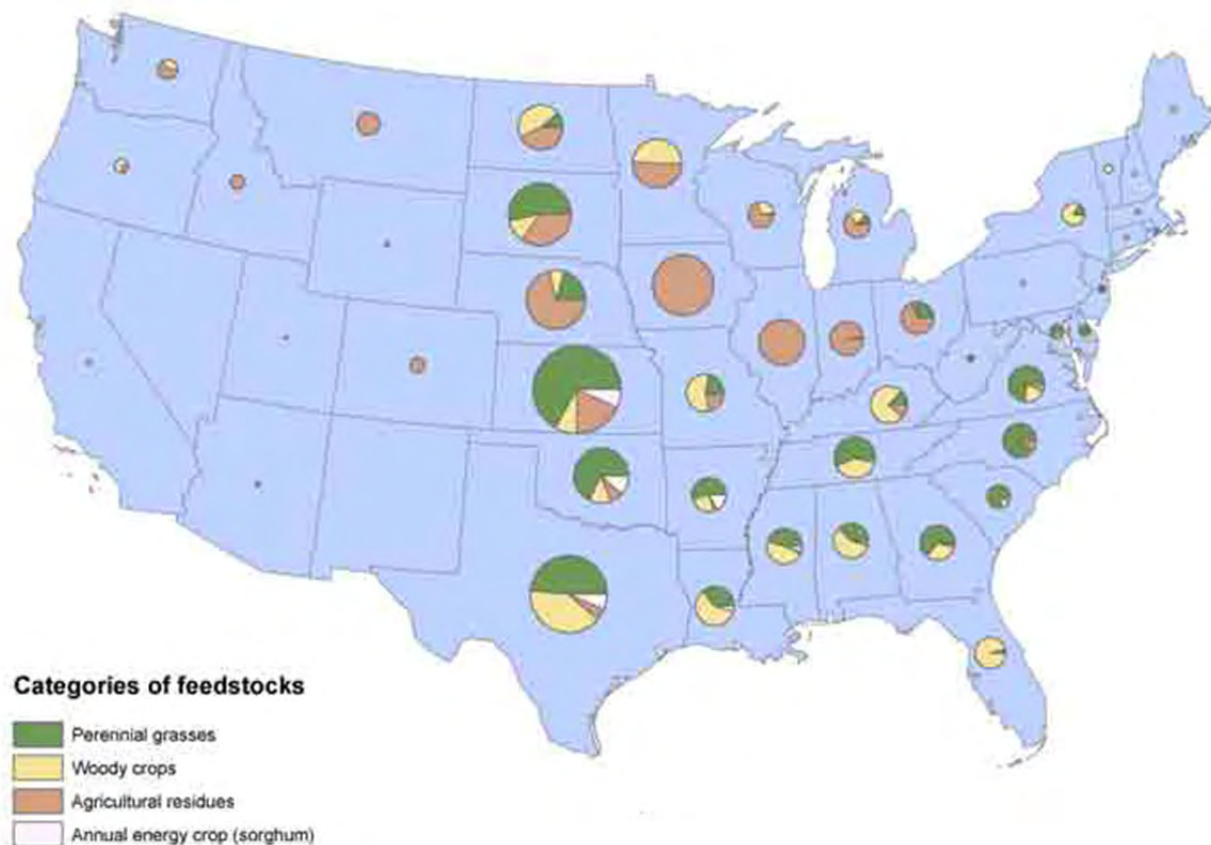 Categories of feedstocks
Perennial grasses
Woody crops
Agricultural residues
Annual energy crop (sorghum)